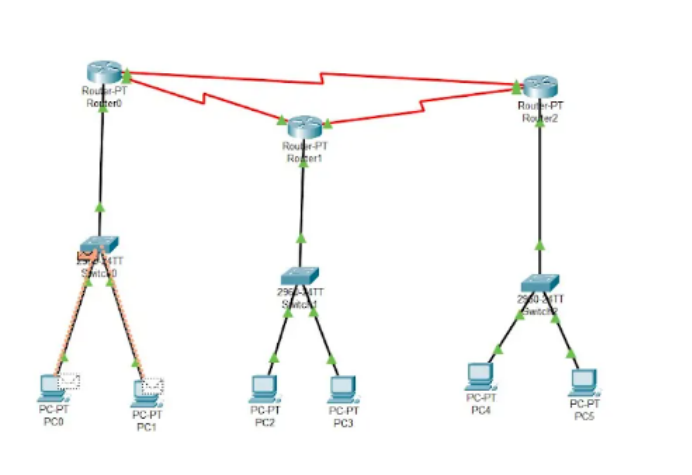 Router-PT
Router0
Router-PT
Router1
Router-PT
Router2
2960-24TT
Switch0
2960-24TT
Switch1
2960-24TT
Switch2
PC-PT
PC0
PC-PT
PC1
PC-PT
PC2
PC-PT
PC3
PC-PT
PC4
PC-PT
PC5